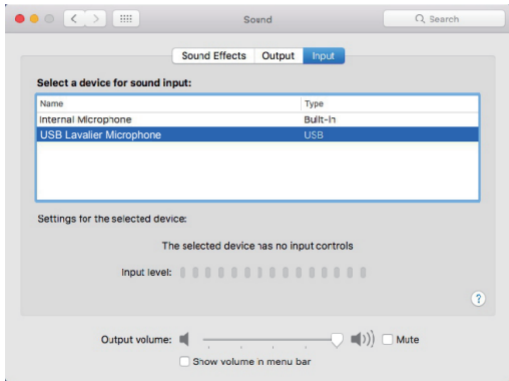 Sound
Search
Sound Effects Output Input
Select a device for sound input:
Name Type
Internal Microphone Built-in
USB Lavalier Microphone USB
Settings for the selected device:
The selected device has no input controls
Input level:
?
Output volume: Mute
Show volume in menu bar